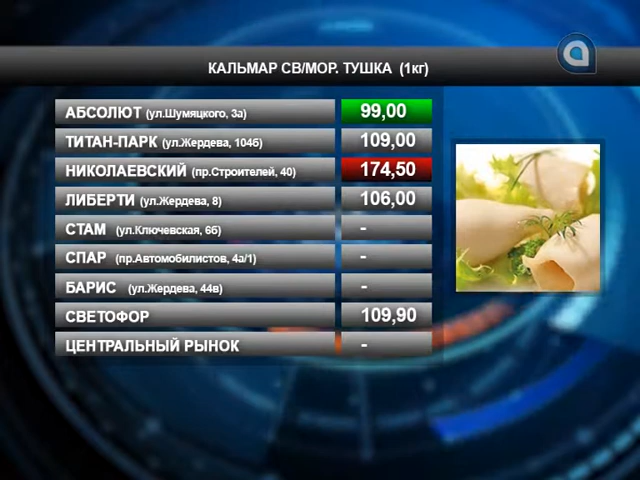 КАЛЬМАР СВ/МОР. ТУШКА (1кг)
АБСОЛЮТ (ул.Шумяцкого, 3а) 99,00
ТИТАН-ПАРК (ул.Жердева, 104б) 109,00
НИКОЛАЕВСКИЙ (пр.Строителей, 40) 174,50
ЛИБЕРТИ (ул.Жердева, 8) 106,00
СТАМ (ул.Ключевская, 6б) -
СПАР (пр.Автомобилистов, 4а/1) -
БАРИС (ул.Жердева, 44в) -
СВЕТОФОР 109,90
ЦЕНТРАЛЬНЫЙ РЫНОК -